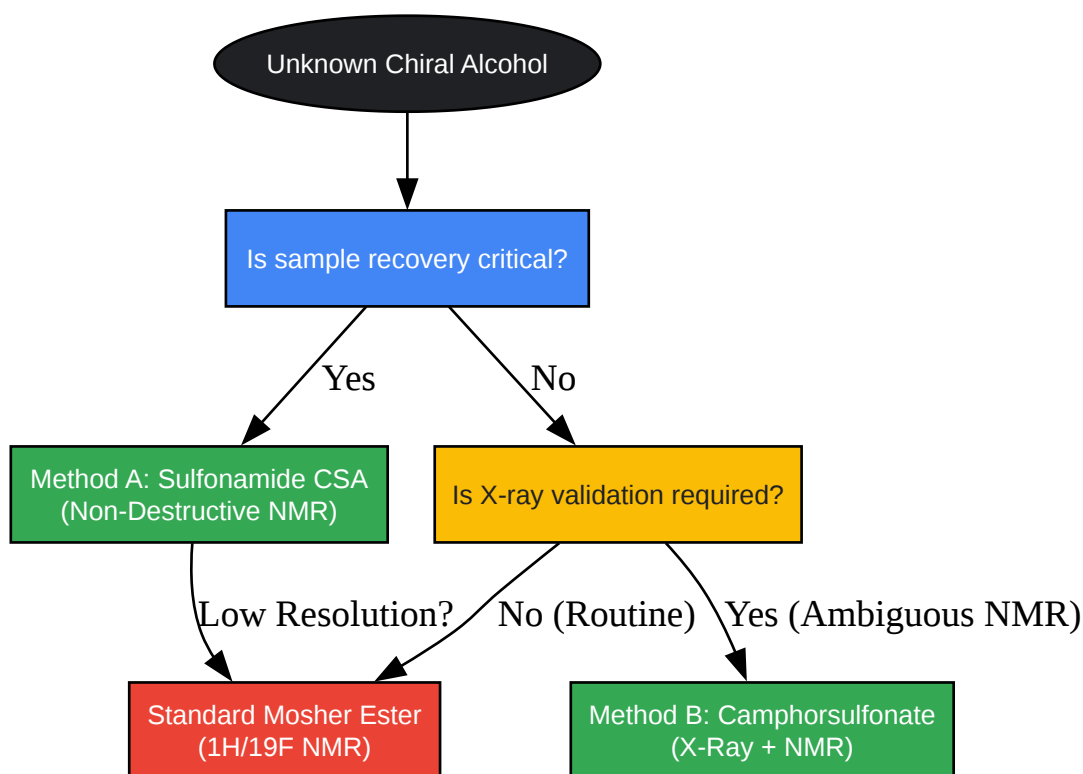 Unknown Chiral Alcohol
Is sample recovery critical?
Yes
No
Method A: Sulfonamide CSA
(Non-Destructive NMR)
Is X-ray validation required?
Low Resolution?
No (Routine)
Yes (Ambiguous NMR)
Standard Mosher Ester
(1H/19F NMR)
Method B: Camphorsulfonate
(X-Ray + NMR)